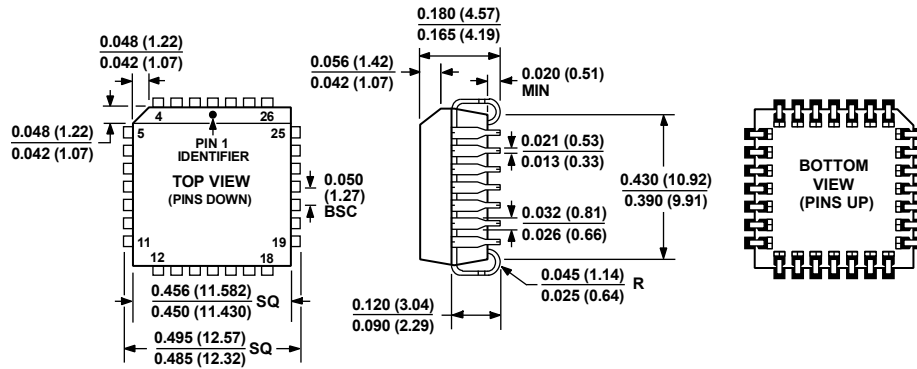 0.180 (4.57)
0.165 (4.19)
0.048 (1.22)
0.042 (1.07)
0.056 (1.42)
0.042 (1.07)
0.020 (0.51)
MIN
4
26
0.048 (1.22)
0.042 (1.07)
5
25
PIN 1
IDENTIFIER
TOP VIEW
(PINS DOWN)
0.050
(1.27)
BSC
11
19
12
18
0.021 (0.53)
0.013 (0.33)
0.032 (0.81)
0.026 (0.66)
0.430 (10.92)
0.390 (9.91)
BOTTOM
VIEW
(PINS UP)
0.456 (11.582)
0.450 (11.430)
SQ
0.495 (12.57)
0.485 (12.32)
SQ
0.045 (1.14)
0.025 (0.64)
R
0.120 (3.04)
0.090 (2.29)